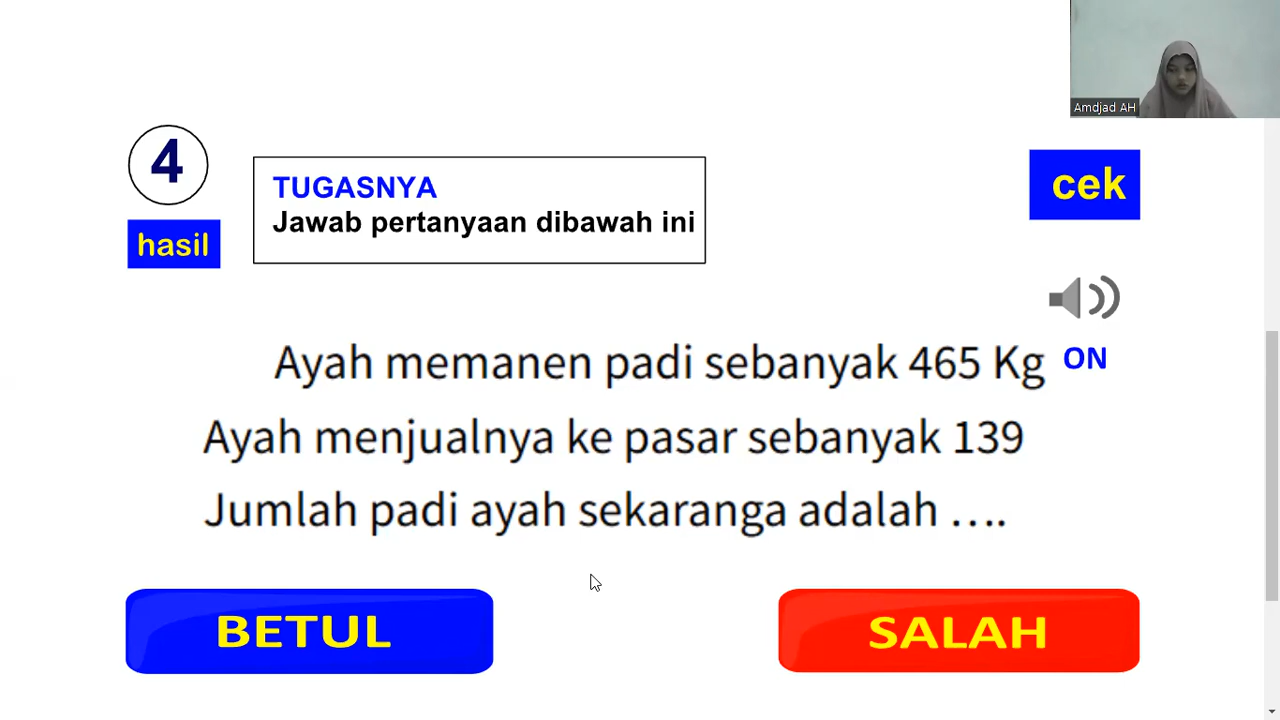 Amdjad AH
4
TUGASNYA
cek
Jawab pertanyaan dibawah ini
hasil
Ayah memanen padi sebanyak 465 Kg
ON
Ayah menjualnya ke pasar sebanyak 139
Jumlah padi ayah sekaranga adalah ....
BETUL
SALAH